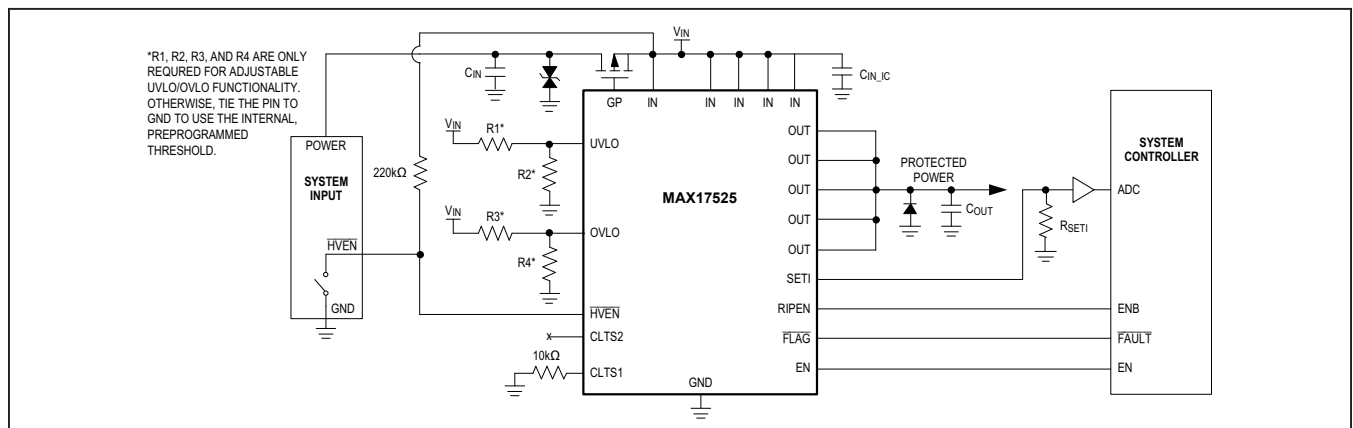 *R1, R2, R3, AND R4 ARE ONLY
REQURED FOR ADJUSTABLE
UVLO/OVLO FUNCTIONALITY.
OTHERWISE, TIE THE PIN TO
GND TO USE THE INTERNAL,
PREPROGRAMMED
THRESHOLD.
POWER
SYSTEM
INPUT
HVEN
GND
220kΩ
CIN
VIN
CIN_IC
GP
IN
IN
IN
IN
IN
VIN
R1*
R2*
UVLO
VIN
R3*
R4*
OVLO
HVEN
CLTS2
x
10kΩ
CLTS1
MAX17525
GND
OUT
OUT
OUT
OUT
OUT
SETI
RIPEN
FLAG
EN
PROTECTED
POWER
COUT
RSETI
SYSTEM
CONTROLLER
ADC
ENB
FAULT
EN